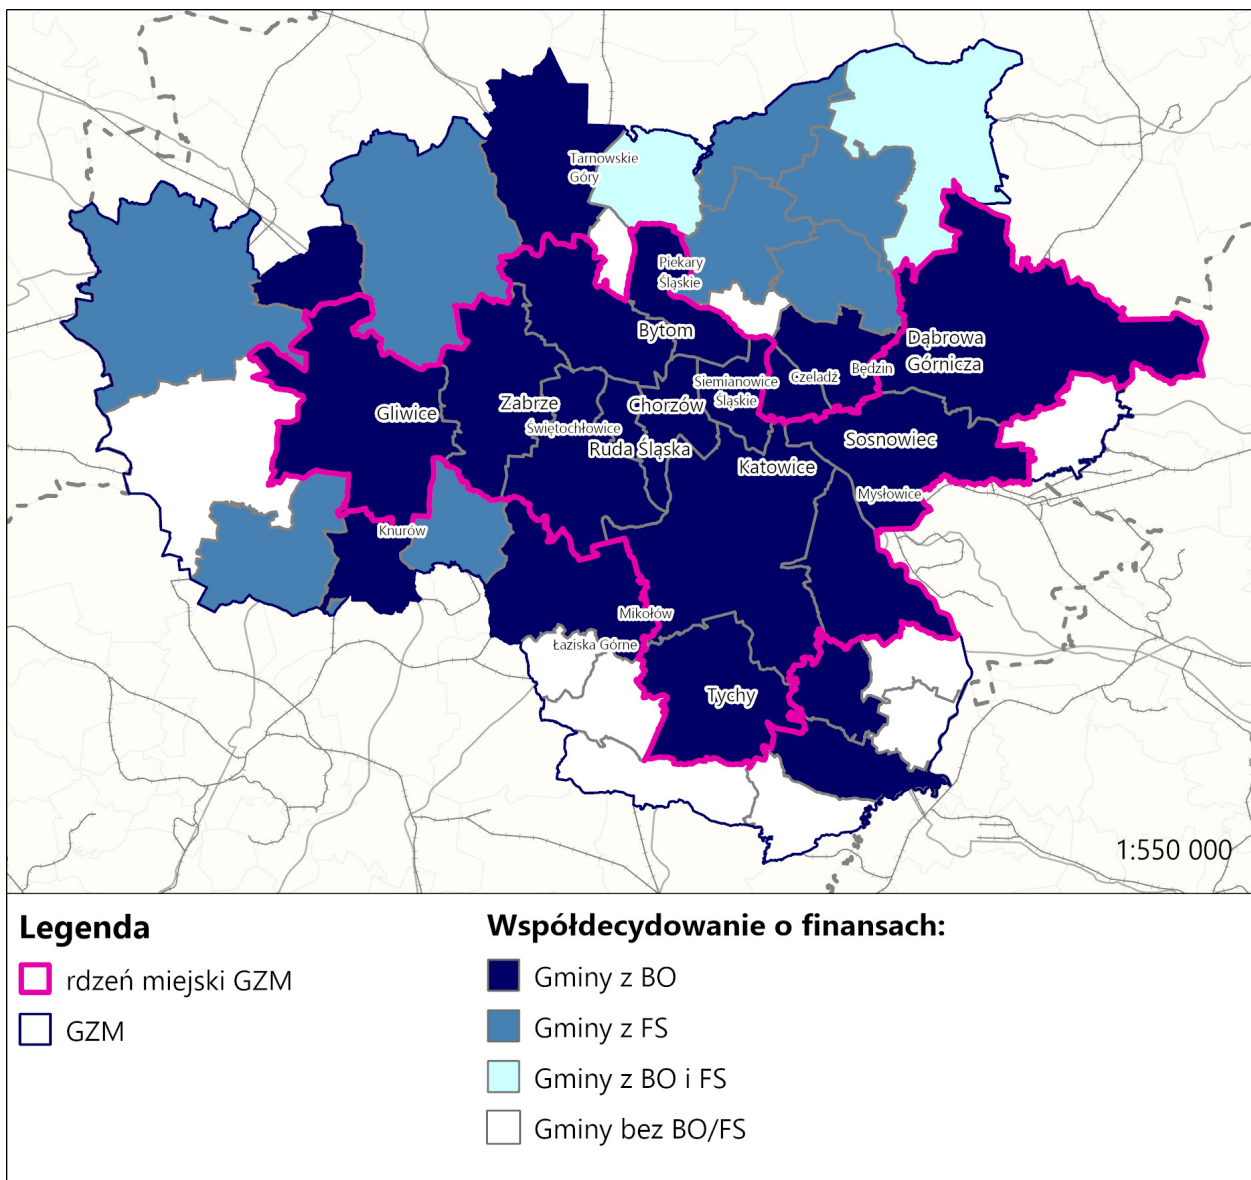 Tarnowskie
Góry
Piekary
Śląskie
Bytom
Dąbrowa
Górnicza
Będzin
Czeladź
Siemianowice
Śląskie
Zabrze
Chorzów
Gliwice
Świętochłowice
Ruda Śląska
Sosnowiec
Katowice
Mysłowice
Knurów
Mikołów
Łaziska Górne
Tychy
1:550 000
Legenda
rdzeń miejski GZM
GZM
Współdecydowanie o finansach:
Gminy z BO
Gminy z FS
Gminy z BO i FS
Gminy bez BO/FS